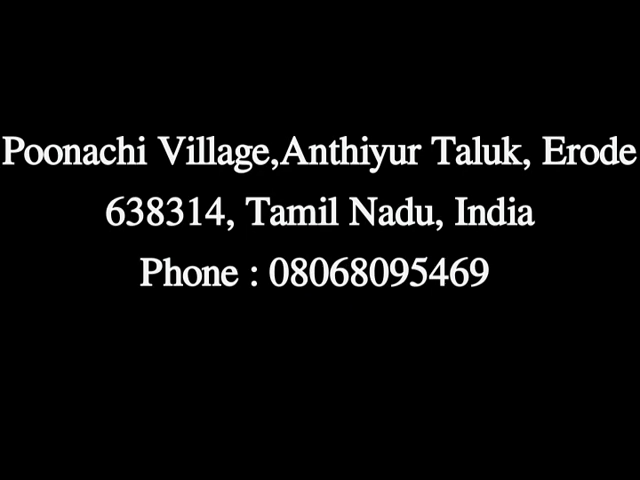 Poonachi Village,Anthiyur Taluk, Erode
638314, Tamil Nadu, India
Phone : 08068095469